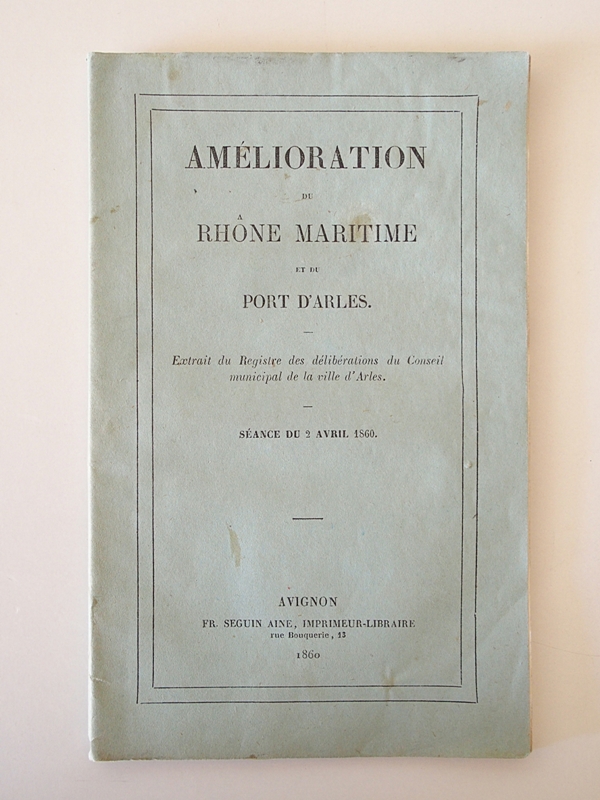 AMÉLIORATION
DU
RHÔNE MARITIME
ET DU
PORT D'ARLES.
Extrait du Registre des délibérations du Conseil
municipal de la ville d'Arles.
SÉANCE DU 2 AVRIL 1860.
AVIGNON
FR. SEGUIN AINE, IMPRIMEUR-LIBRAIRE
rue Bouquerie, 13
1860